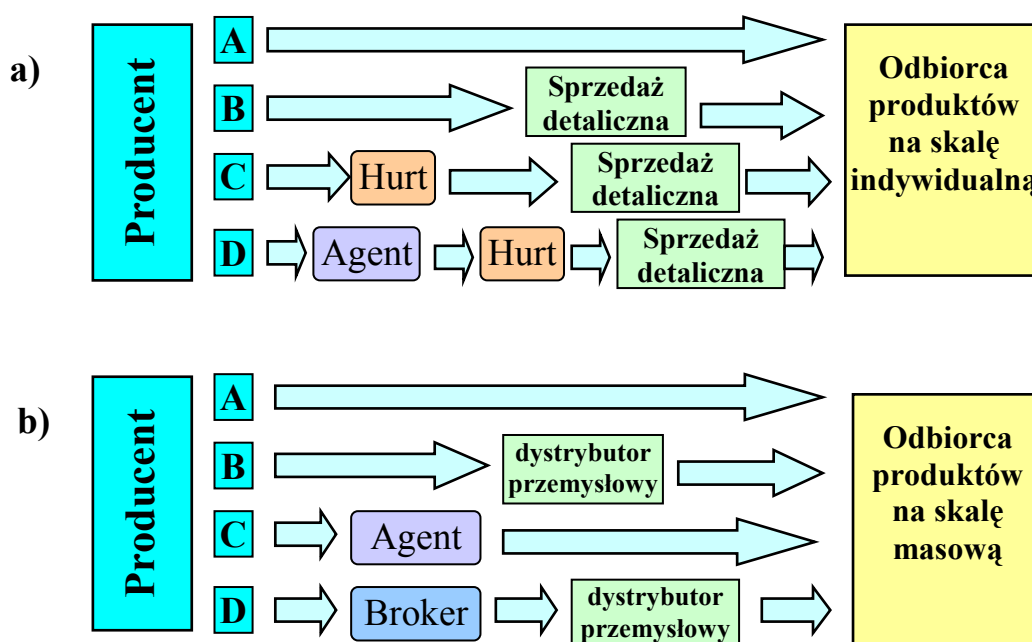 a)
Producent
A
B
Sprzedaż
detaliczna
C
Hurt
Sprzedaż
detaliczna
D
Agent
Hurt
Sprzedaż
detaliczna
Odbiorca
produktów
na skalę
indywidualną
b)
Producent
A
B
dystrybutor
przemysłowy
C
Agent
D
Broker
dystrybutor
przemysłowy
Odbiorca
produktów
na skalę
masową